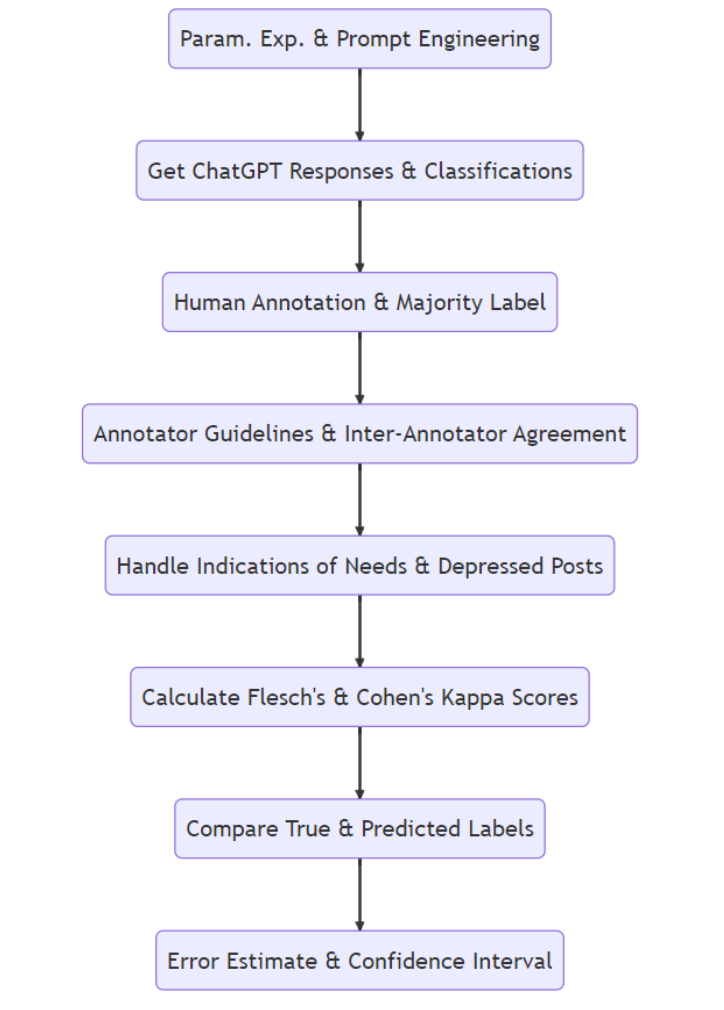 Param. Exp. & Prompt Engineering
Get ChatGPT Responses & Classifications
Human Annotation & Majority Label
Annotator Guidelines & Inter-Annotator Agreement
Handle Indications of Needs & Depressed Posts
Calculate Flesch's & Cohen's Kappa Scores
Compare True & Predicted Labels
Error Estimate & Confidence Interval